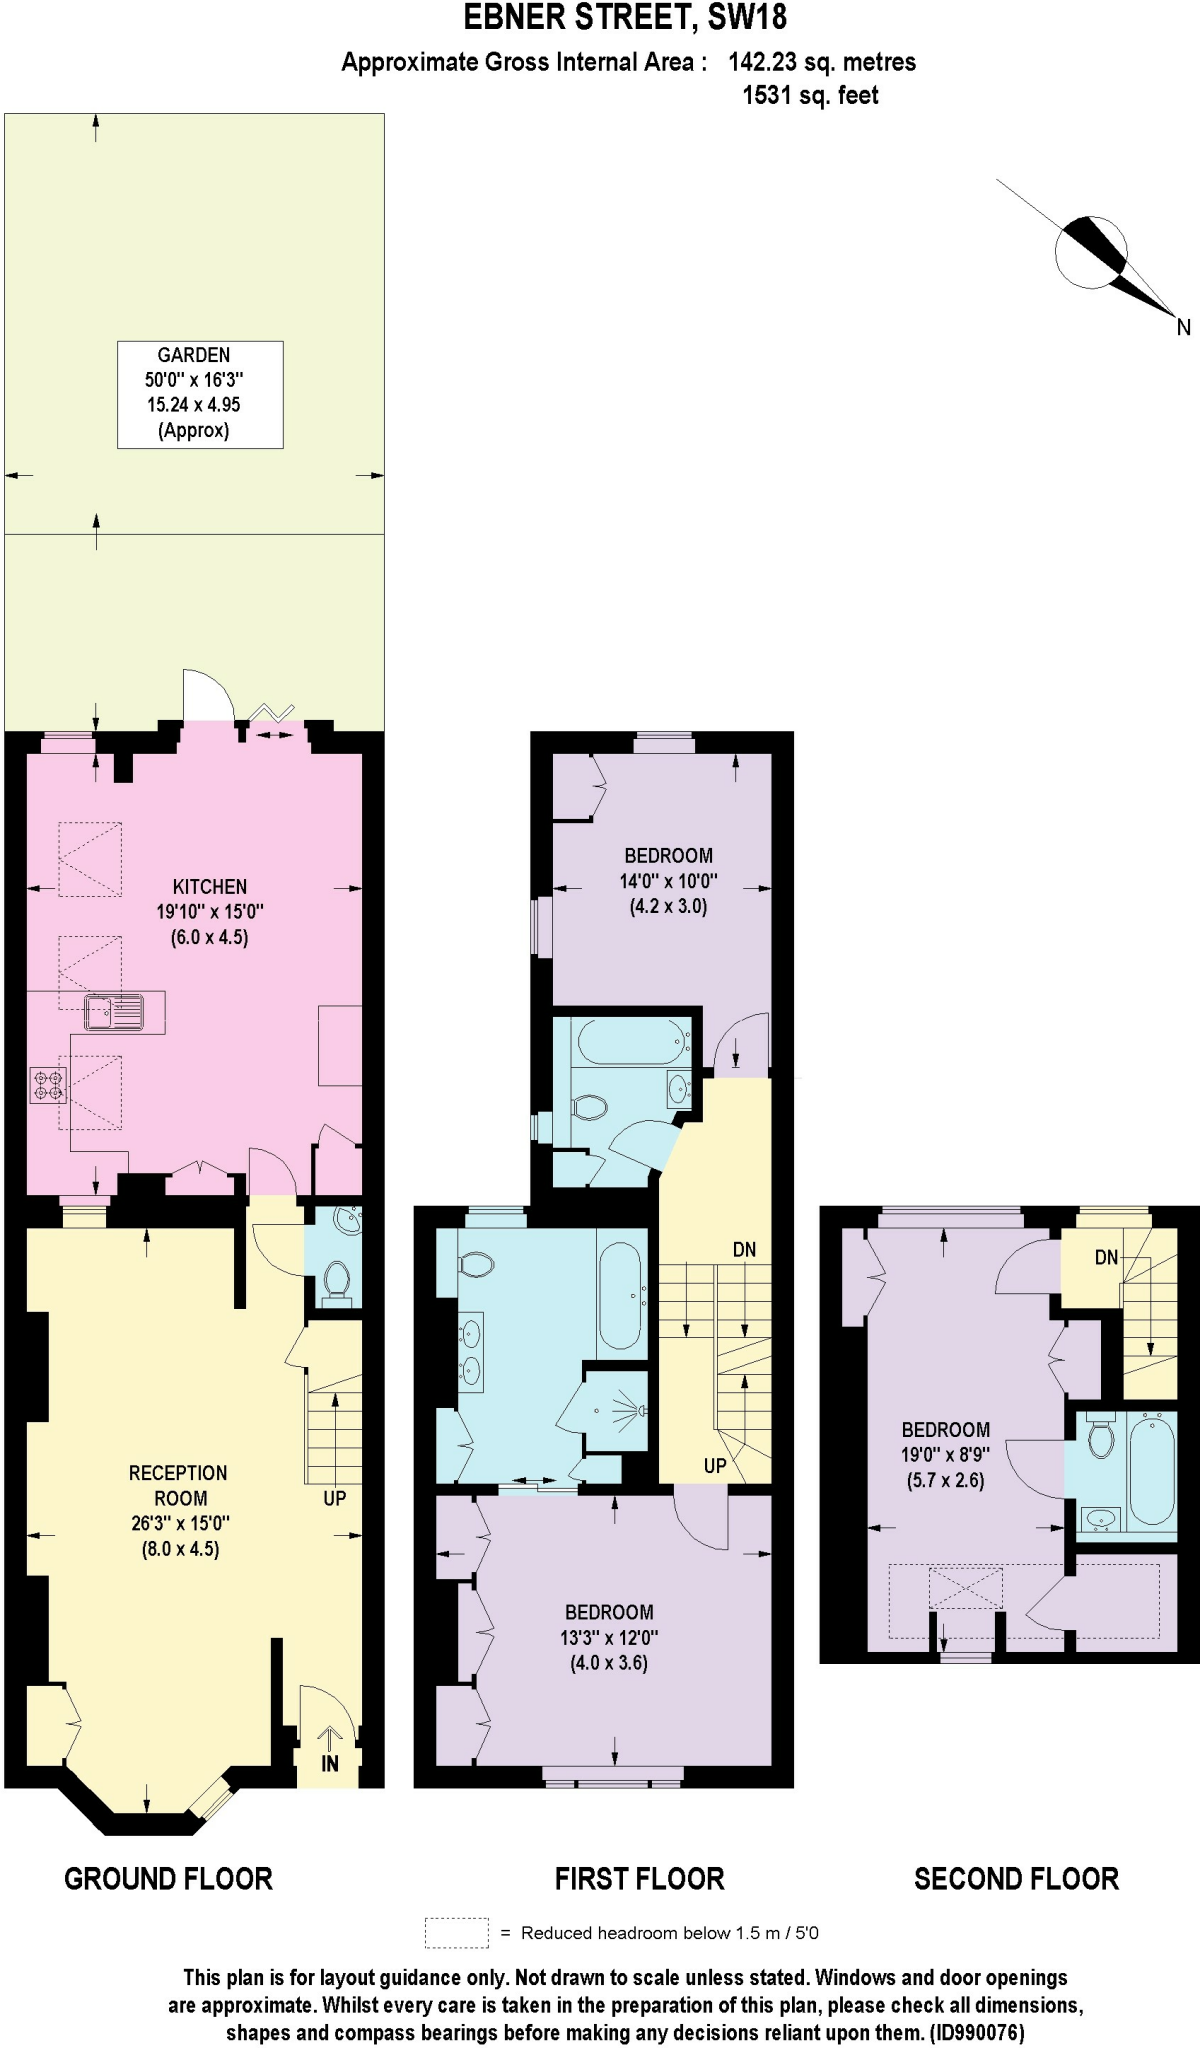 EBNER STREET, SW18
Approximate Gross Internal Area : 142.23 sq. metres
1531 sq. feet
N
GARDEN
50'0" x 16'3"
15.24 x 4.95
(Approx)
KITCHEN
19'10" x 15'0"
(6.0 x 4.5)
RECEPTION
ROOM
26'3" x 15'0"
(8.0 x 4.5)
UP
IN
BEDROOM
14'0" x 10'0"
(4.2 x 3.0)
DN
UP
BEDROOM
13'3" x 12'0"
(4.0 x 3.6)
DN
BEDROOM
19'0" x 8'9"
(5.7 x 2.6)
GROUND FLOOR
FIRST FLOOR
SECOND FLOOR
= Reduced headroom below 1.5 m / 5'0
This plan is for layout guidance only. Not drawn to scale unless stated. Windows and door openings
are approximate. Whilst every care is taken in the preparation of this plan, please check all dimensions,
shapes and compass bearings before making any decisions reliant upon them. (ID990076)